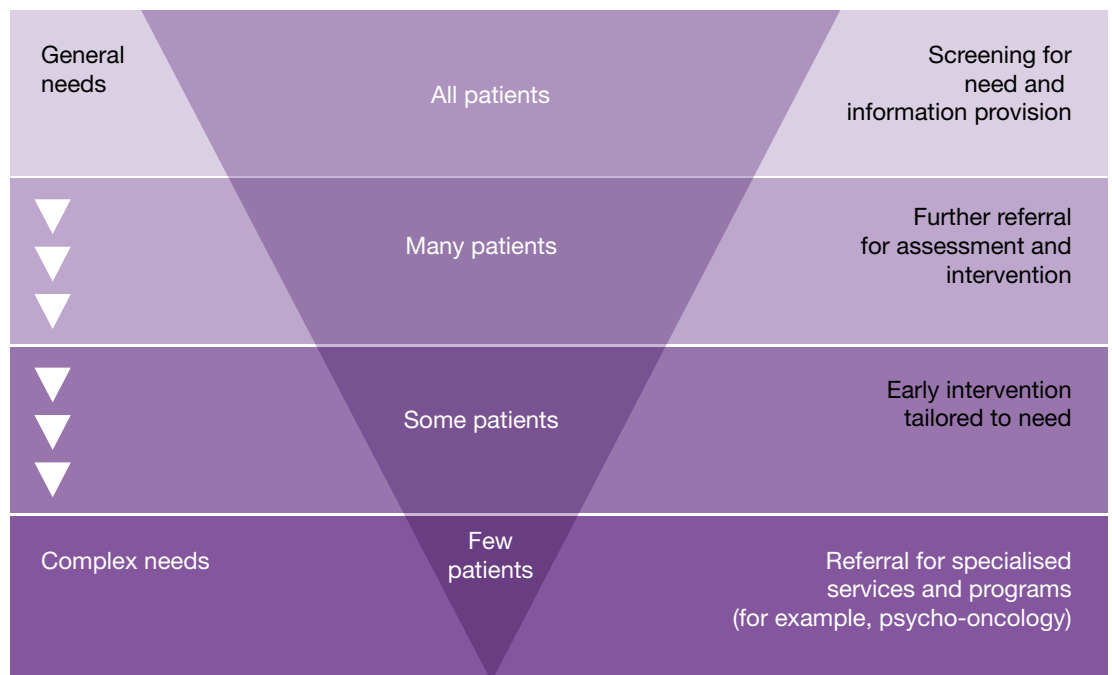 General
needs
All patients
Screening for
need and
information provision
Many patients
Further referral
for assessment and
intervention
Some patients
Early intervention
tailored to need
Complex needs
Few
patients
Referral for specialised
services and programs
(for example, psycho-oncology)